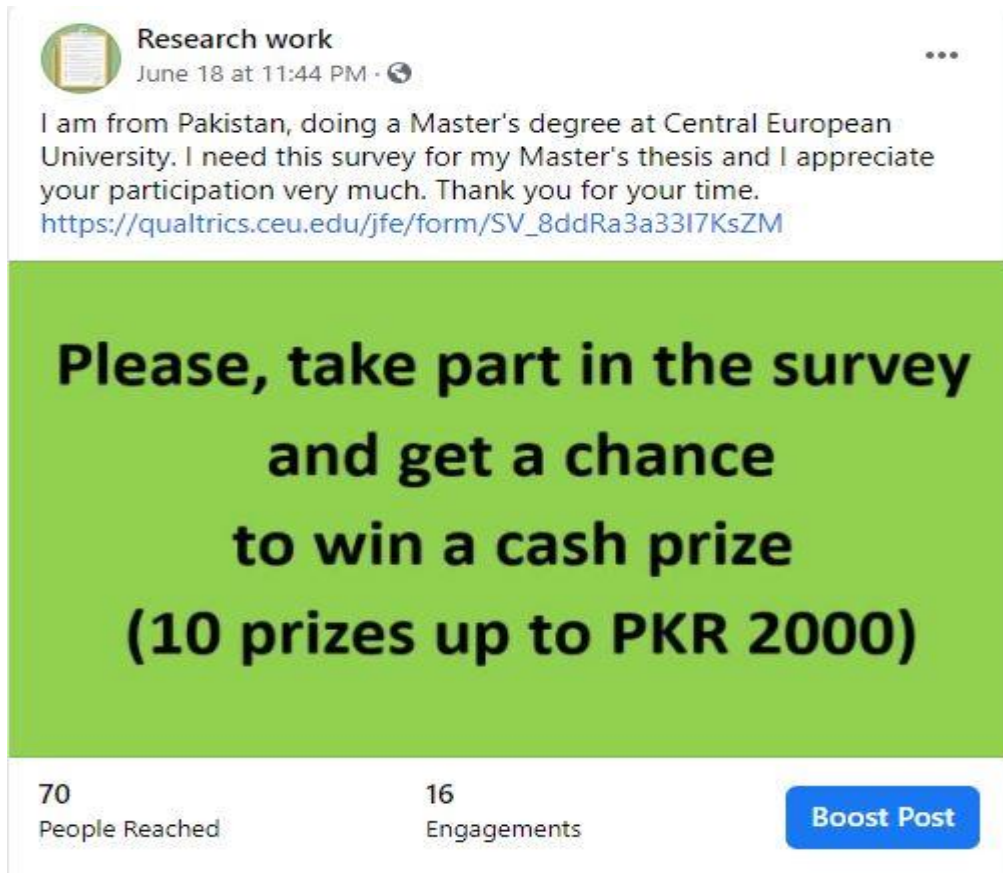 Research work
June 18 at 11:44 PM ·
I am from Pakistan, doing a Master's degree at Central European
University. I need this survey for my Master's thesis and I appreciate
your participation very much. Thank you for your time.
https://qualtrics.ceu.edu/jfe/form/SV_8ddRa3a33I7KsZM
Please, take part in the survey
and get a chance
to win a cash prize
(10 prizes up to PKR 2000)
70
People Reached
16
Engagements
Boost Post